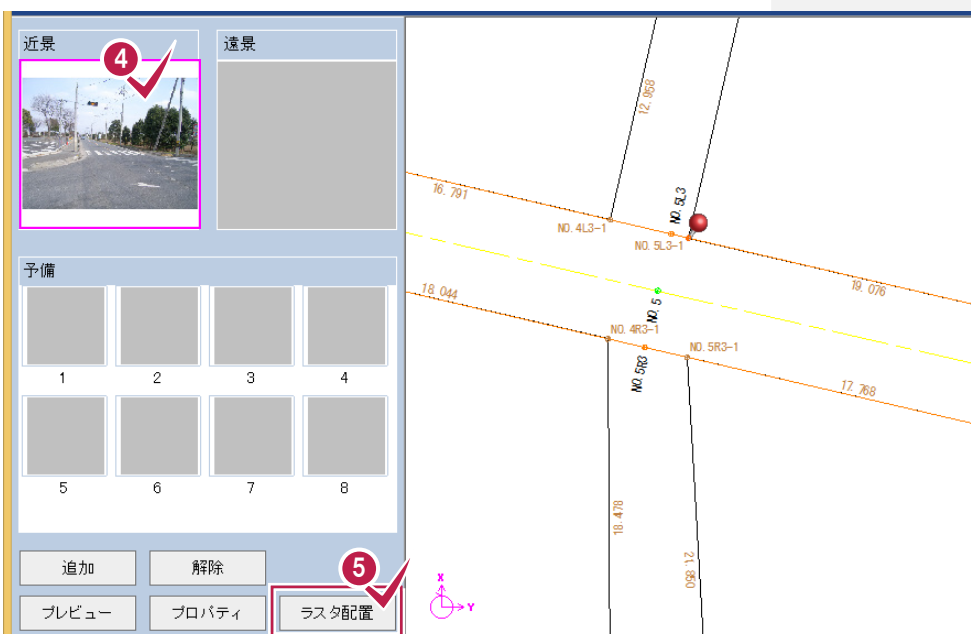 近景
4
遠景
予備
1 2 3 4
5 6 7 8
追加 解除
5
プレビュー プロパティ ラスタ配置
12.958
16.791
NO.4L3-1
NO.5L3
NO.5L3-1
19.076
18.044
NO.5
NO.4R3-1
NO.5R3-1
NO.5R3
17.768
18.478
21.850
X
Y